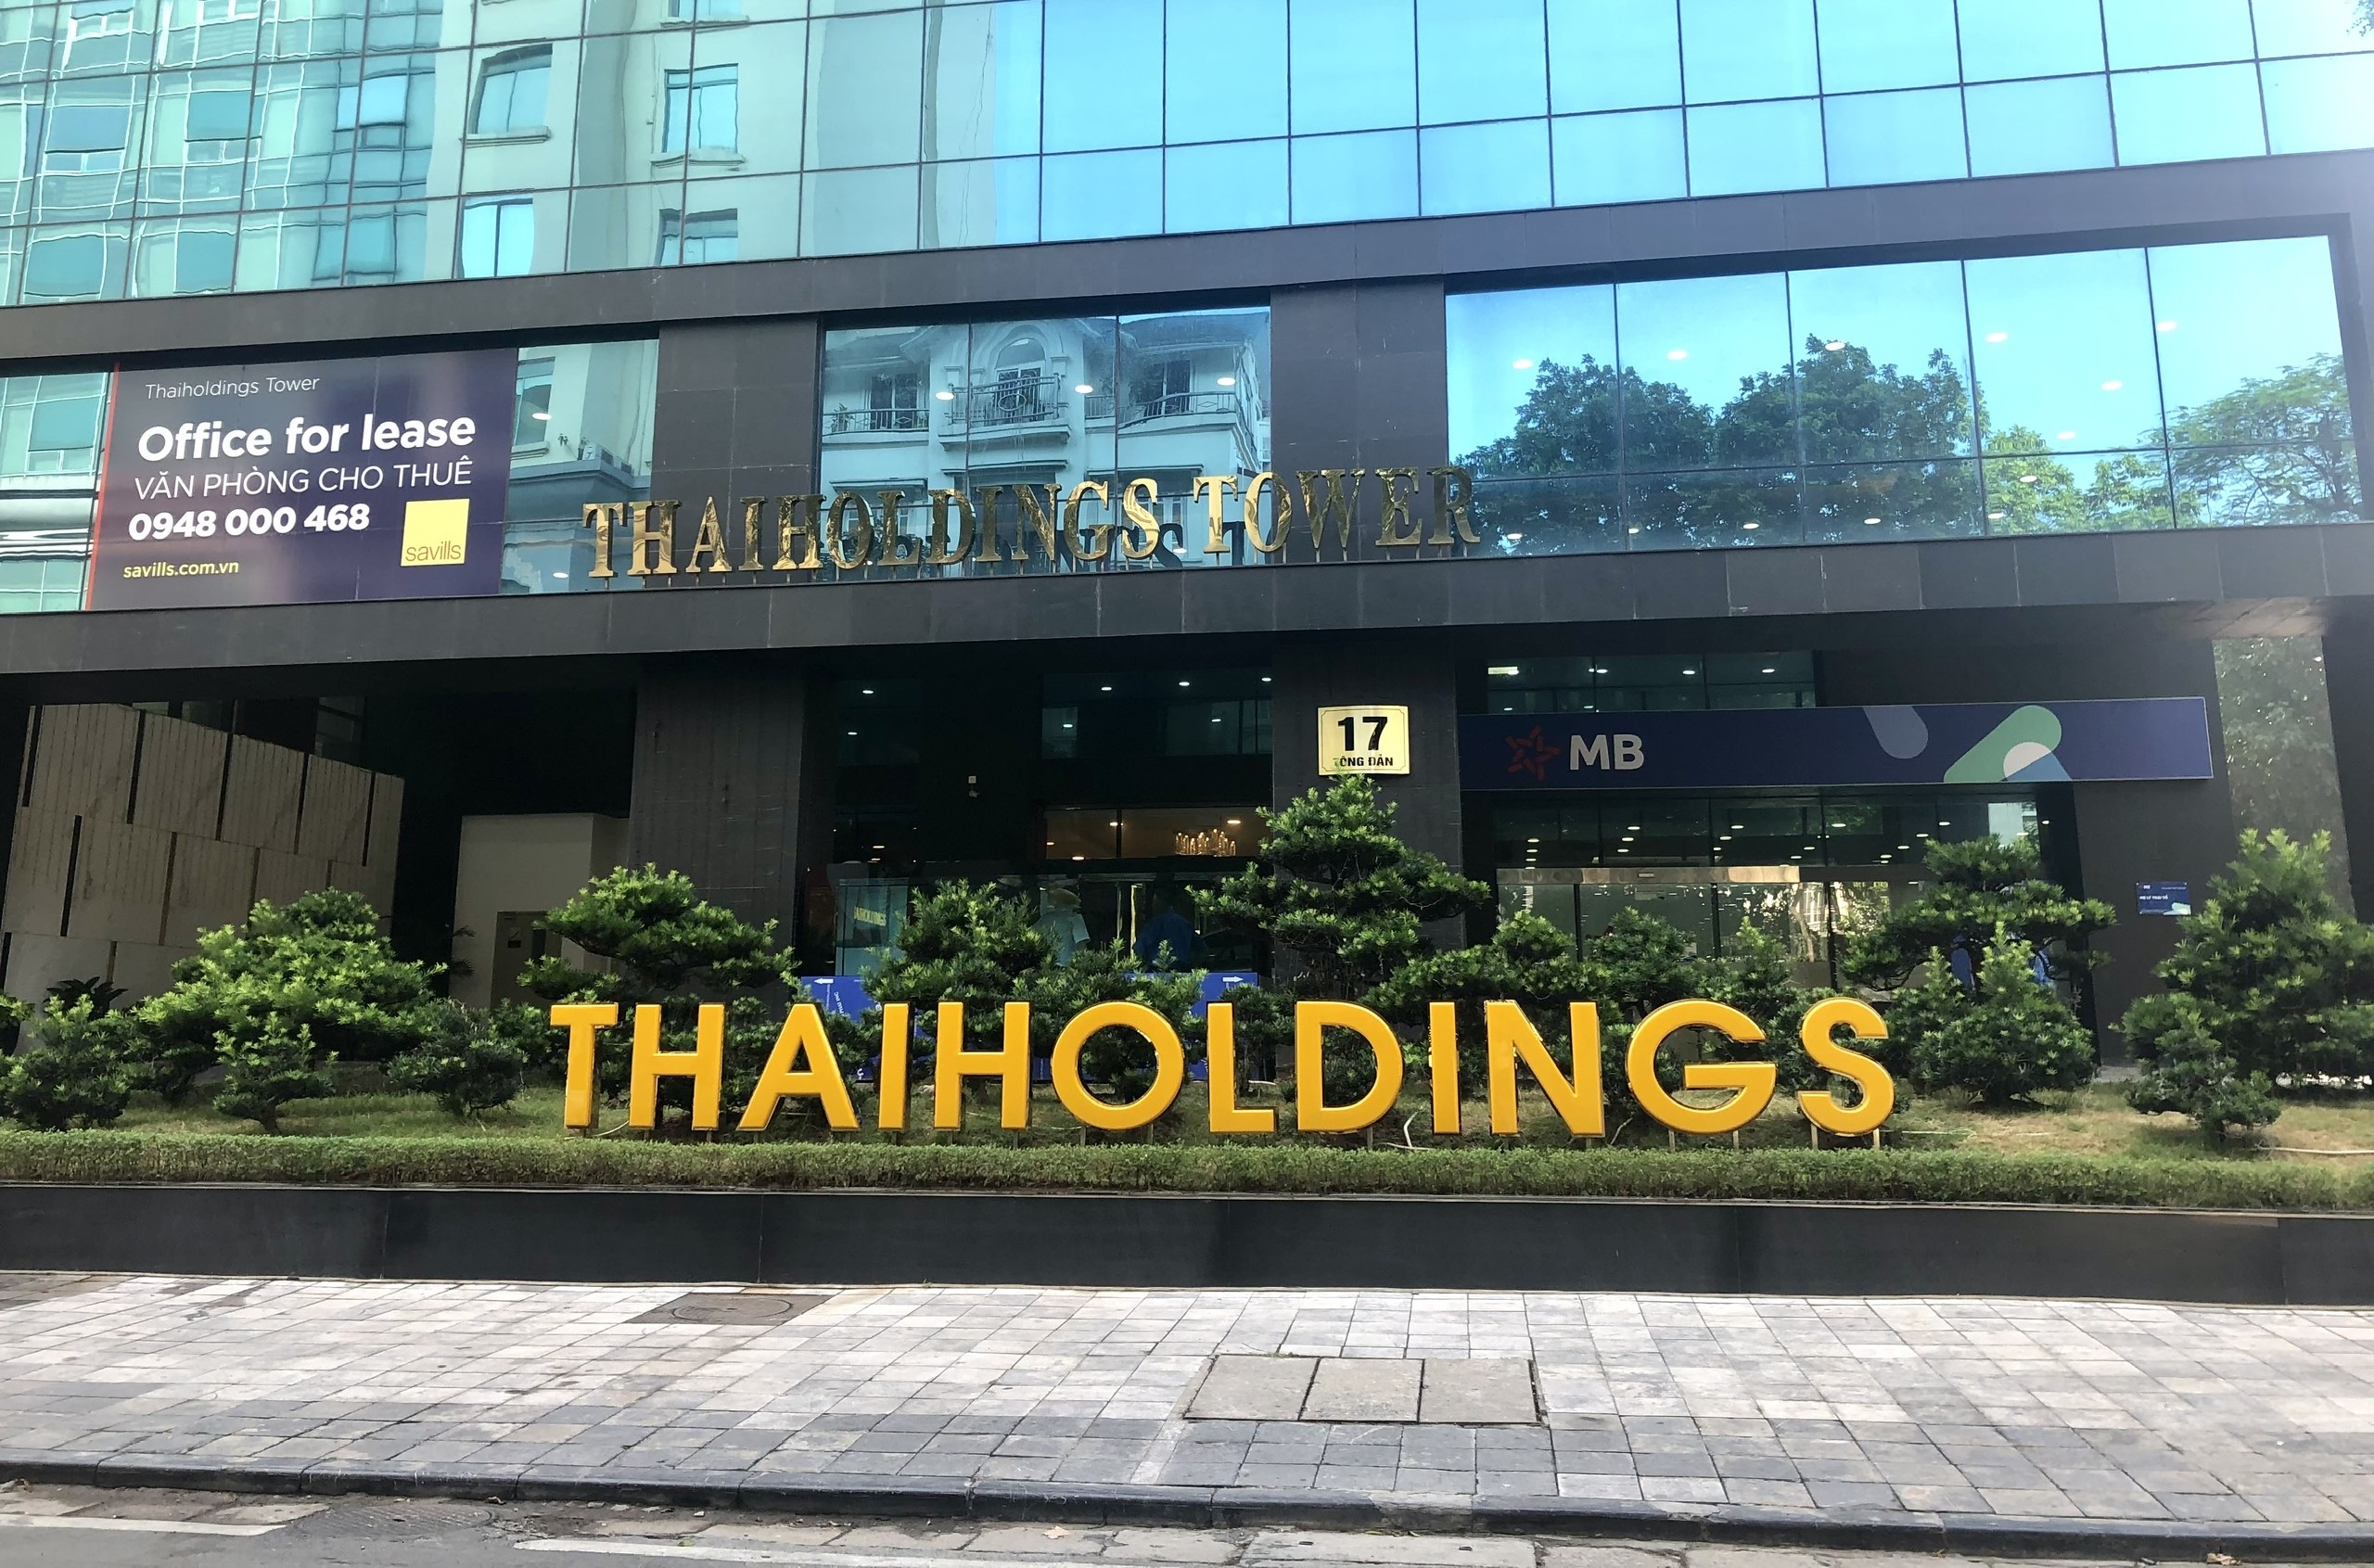 Thaiholdings Tower
Office for lease
VĂN PHÒNG CHO THUÊ
0948 000 468
savills
savills.com.vn
THAIHOLDINGS TOWER
17
TÔNG ĐẢN
MB
THAIHOLDINGS